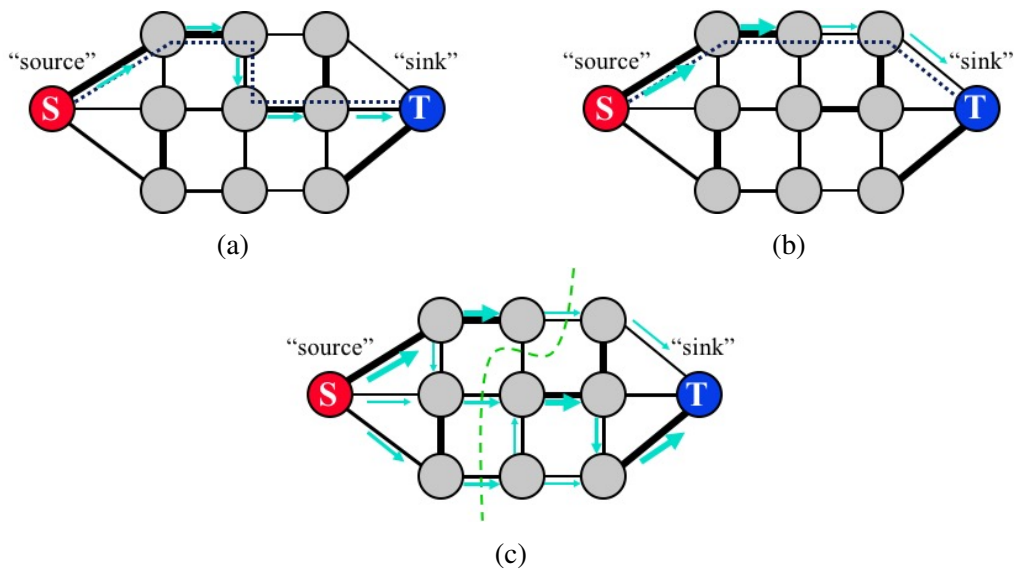 “source”
“sink”
S
T
(a)
“source”
“sink”
S
T
(b)
“source”
“sink”
S
T
(c)